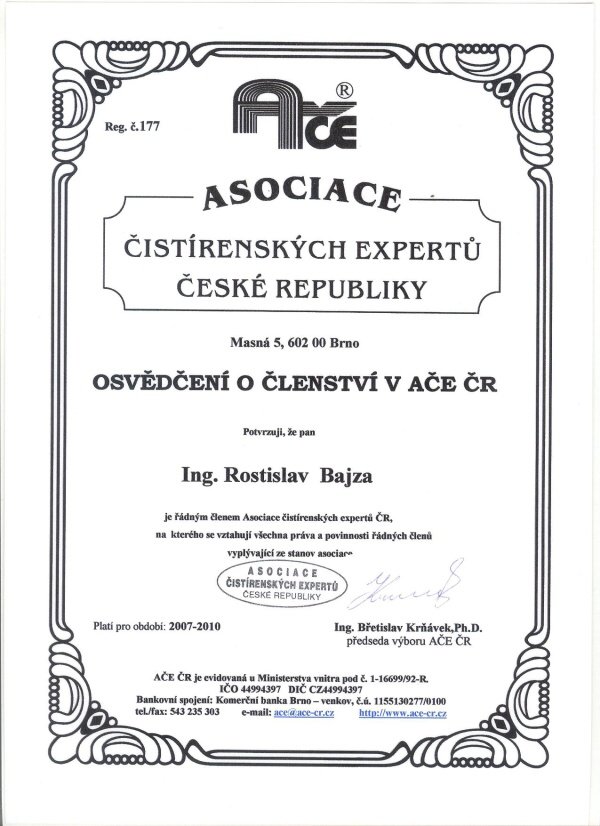 Reg. č.177
AČE ®
ASOCIACE
ČISTÍRENSKÝCH EXPERTŮ
ČESKÉ REPUBLIKY
Masná 5, 602 00 Brno
OSVĚDČENÍ O ČLENSTVÍ V AČE ČR
Potvrzuji, že pan
Ing. Rostislav Bajza
je řádným členem Asociace čistírenských expertů ČR,
na kterého se vztahují všechna práva a povinnosti řádných členů
vyplývající ze stanov asociace
ASOCIACE
ČISTÍRENSKÝCH EXPERTŮ
ČESKÉ REPUBLIKY
Platí pro období: 2007-2010
Ing. Břetislav Krňávek,Ph.D.
předseda výboru AČE ČR
AČE ČR je evidovaná u Ministerstva vnitra pod č. 1-16699/92-R.
IČO 44994397 DIČ CZ44994397
Bankovní spojení: Komerční banka Brno – venkov, č.ú. 1155130277/0100
tel./fax: 543 235 303 e-mail: ace@ace-cr.cz http://www.ace-cr.cz